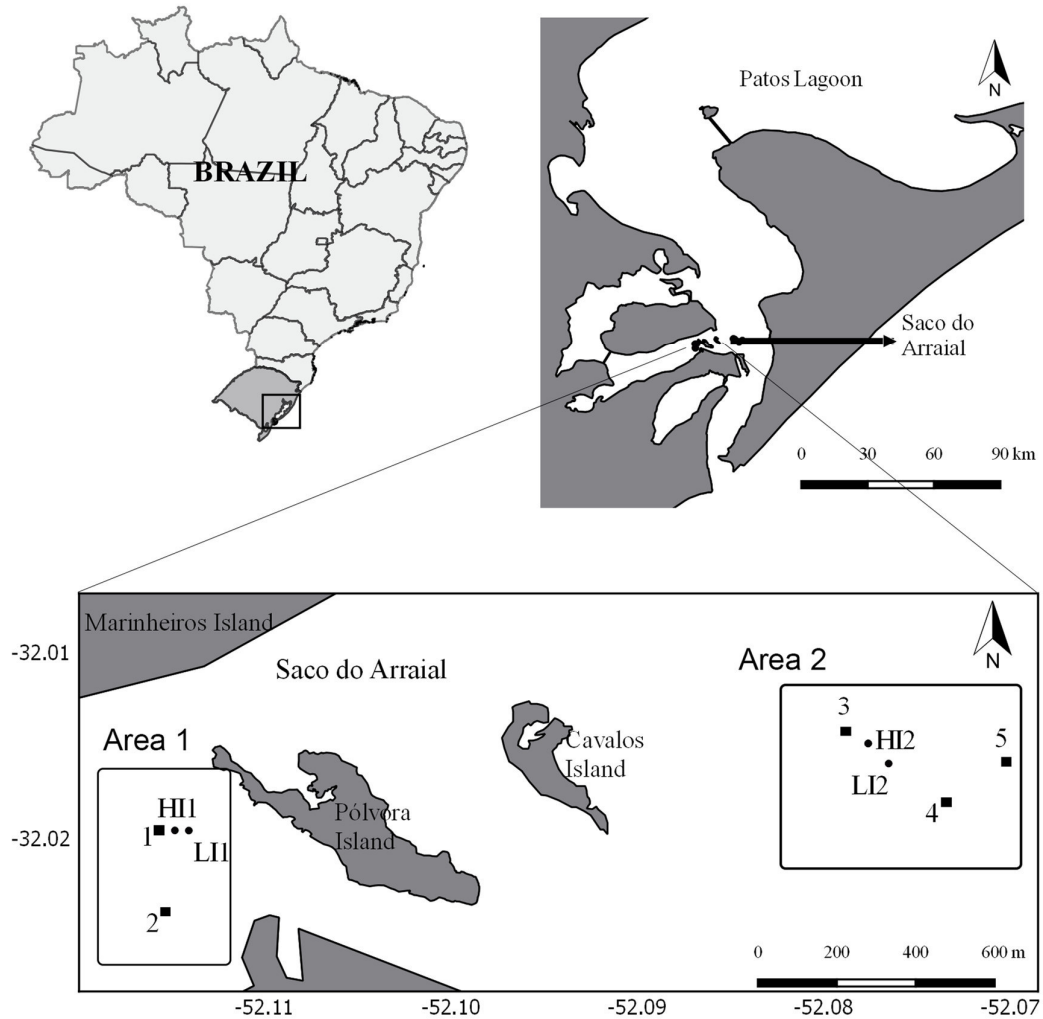 BRAZIL
Patos Lagoon
N
Saco do
Arraial
0 30 60 90 km
Marinheiros Island
-32.01
Saco do Arraial
Area 2
N
3
HI2
5
Area 1
Cavalos
Island
LI2
HI1
Pólvora
4
-32.02
1
Island
LI1
2
0 200 400 600 m
-52.11 -52.10 -52.09 -52.08 -52.07